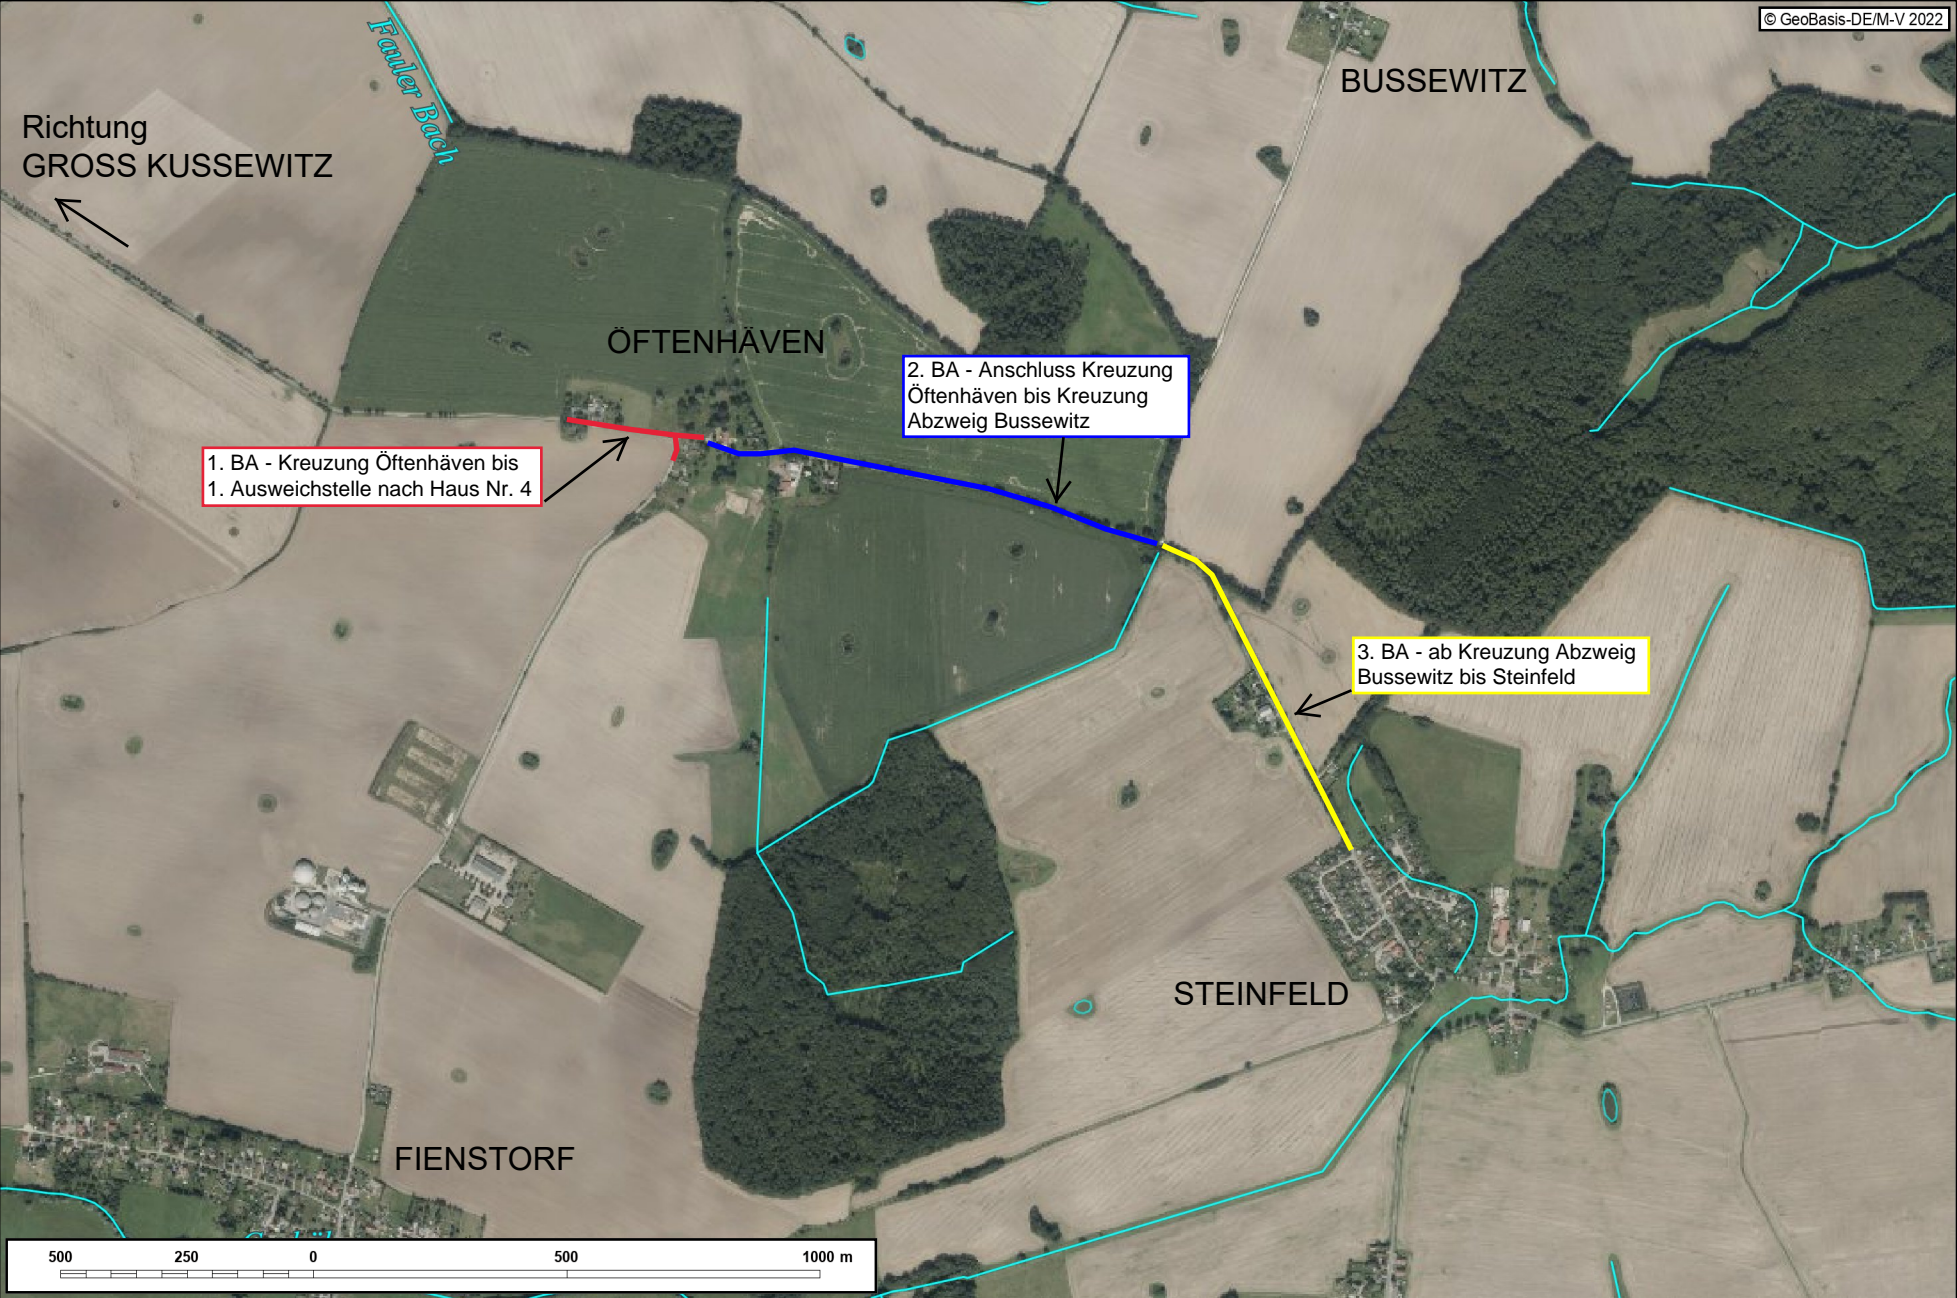 © GeoBasis-DE/M-V 2022
Fauler Bach
BUSSEWITZ
Richtung
GROSS KUSSEWITZ
ÖFTENHÄVEN
2. BA - Anschluss Kreuzung
Öftenhäven bis Kreuzung
Abzweig Bussewitz
1. BA - Kreuzung Öftenhäven bis
1. Ausweichstelle nach Haus Nr. 4
3. BA - ab Kreuzung Abzweig
Bussewitz bis Steinfeld
STEINFELD
FIENSTORF
500 250 0 500 1000 m